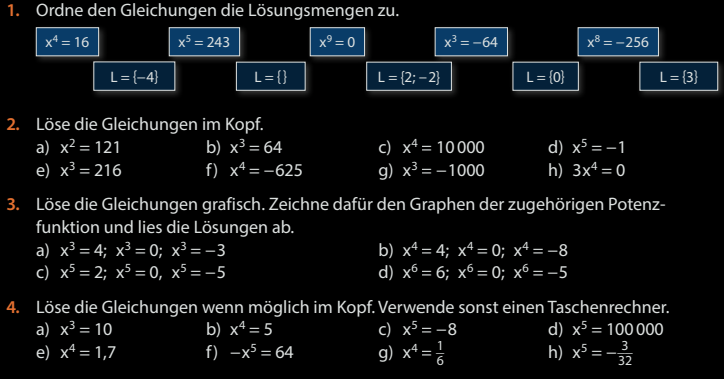 1. Ordne den Gleichungen die Lösungsmengen zu.
x⁴ = 16 x⁵ = 243 x⁹ = 0 x³ = −64 x⁸ = −256
L = {−4} L = { } L = {2; −2} L = {0} L = {3}
2. Löse die Gleichungen im Kopf.
a) x² = 121 b) x³ = 64 c) x⁴ = 10 000 d) x⁵ = −1
e) x³ = 216 f) x⁴ = −625 g) x³ = −1000 h) 3x⁴ = 0
3. Löse die Gleichungen grafisch. Zeichne dafür den Graphen der zugehörigen Potenz-
funktion und lies die Lösungen ab.
a) x³ = 4; x³ = 0; x³ = −3 b) x⁴ = 4; x⁴ = 0; x⁴ = −8
c) x⁵ = 2; x⁵ = 0, x⁵ = −5 d) x⁶ = 6; x⁶ = 0; x⁶ = −5
4. Löse die Gleichungen wenn möglich im Kopf. Verwende sonst einen Taschenrechner.
a) x³ = 10 b) x⁴ = 5 c) x⁵ = −8 d) x⁵ = 100 000
e) x⁴ = 1,7 f) −x⁵ = 64 g) x⁴ = 1/6 h) x⁵ = −3/32